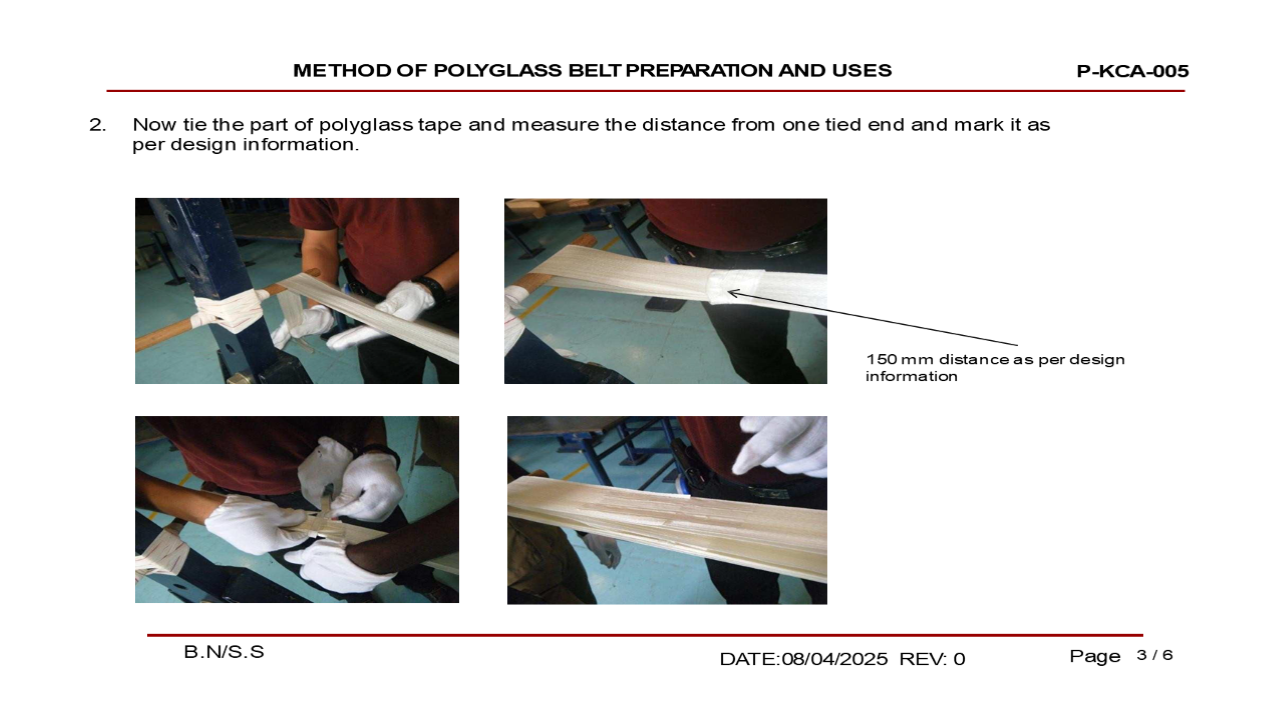 METHOD OF POLYGLASS BELT PREPARATION AND USES
P-KCA-005
2. Now tie the part of polyglass tape and measure the distance from one tied end and mark it as
per design information.
150 mm distance as per design
information
B.N/S.S
DATE:08/04/2025 REV: 0
Page 3 / 6